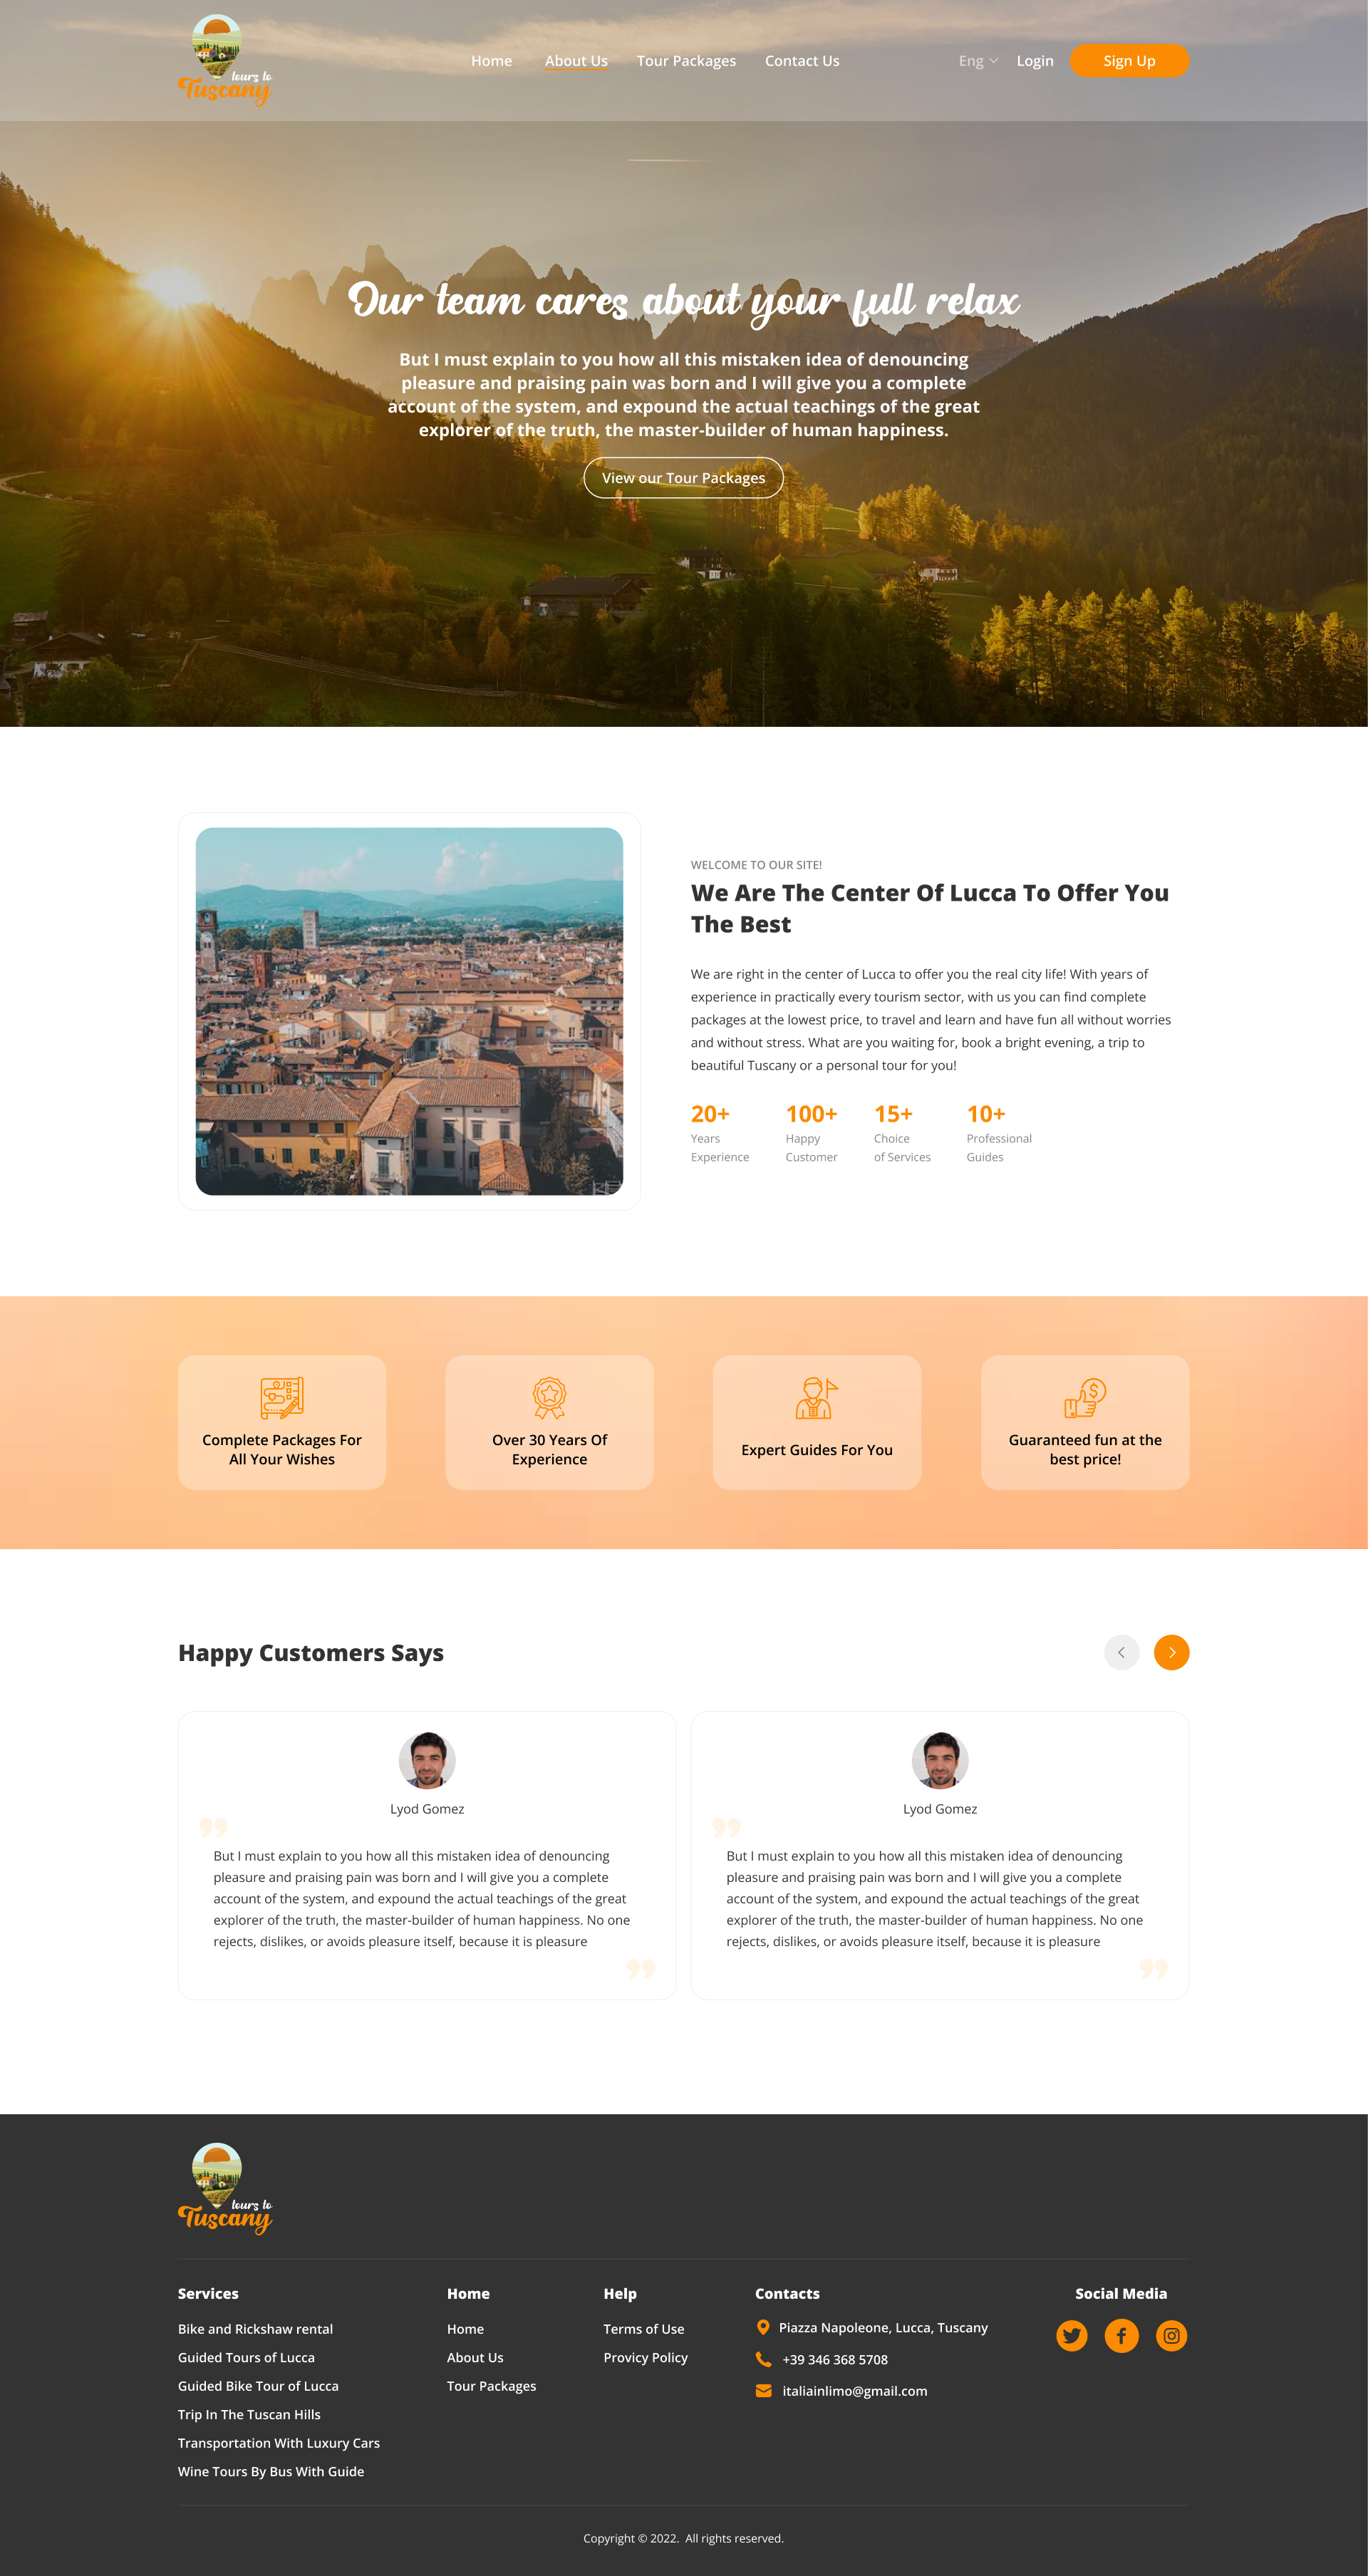 tours to
Tuscany
Home About Us Tour Packages Contact Us
Eng Login Sign Up
Our team cares about your full relax
But I must explain to you how all this mistaken idea of denouncing
pleasure and praising pain was born and I will give you a complete
account of the system, and expound the actual teachings of the great
explorer of the truth, the master-builder of human happiness.
View our Tour Packages
WELCOME TO OUR SITE!
We Are The Center Of Lucca To Offer You
The Best
We are right in the center of Lucca to offer you the real city life! With years of
experience in practically every tourism sector, with us you can find complete
packages at the lowest price, to travel and learn and have fun all without worries
and without stress. What are you waiting for, book a bright evening, a trip to
beautiful Tuscany or a personal tour for you!
20+
Years
Experience
100+
Happy
Customer
15+
Choice
of Services
10+
Professional
Guides
Complete Packages For
All Your Wishes
Over 30 Years Of
Experience
Expert Guides For You
Guaranteed fun at the
best price!
Happy Customers Says
Lyod Gomez
But I must explain to you how all this mistaken idea of denouncing
pleasure and praising pain was born and I will give you a complete
account of the system, and expound the actual teachings of the great
explorer of the truth, the master-builder of human happiness. No one
rejects, dislikes, or avoids pleasure itself, because it is pleasure
Lyod Gomez
But I must explain to you how all this mistaken idea of denouncing
pleasure and praising pain was born and I will give you a complete
account of the system, and expound the actual teachings of the great
explorer of the truth, the master-builder of human happiness. No one
rejects, dislikes, or avoids pleasure itself, because it is pleasure
tours to
Tuscany
Services
Bike and Rickshaw rental
Guided Tours of Lucca
Guided Bike Tour of Lucca
Trip In The Tuscan Hills
Transportation With Luxury Cars
Wine Tours By Bus With Guide
Home
Home
About Us
Tour Packages
Help
Terms of Use
Provicy Policy
Contacts
Piazza Napoleone, Lucca, Tuscany
+39 346 368 5708
italiainlimo@gmail.com
Social Media
Copyright © 2022. All rights reserved.